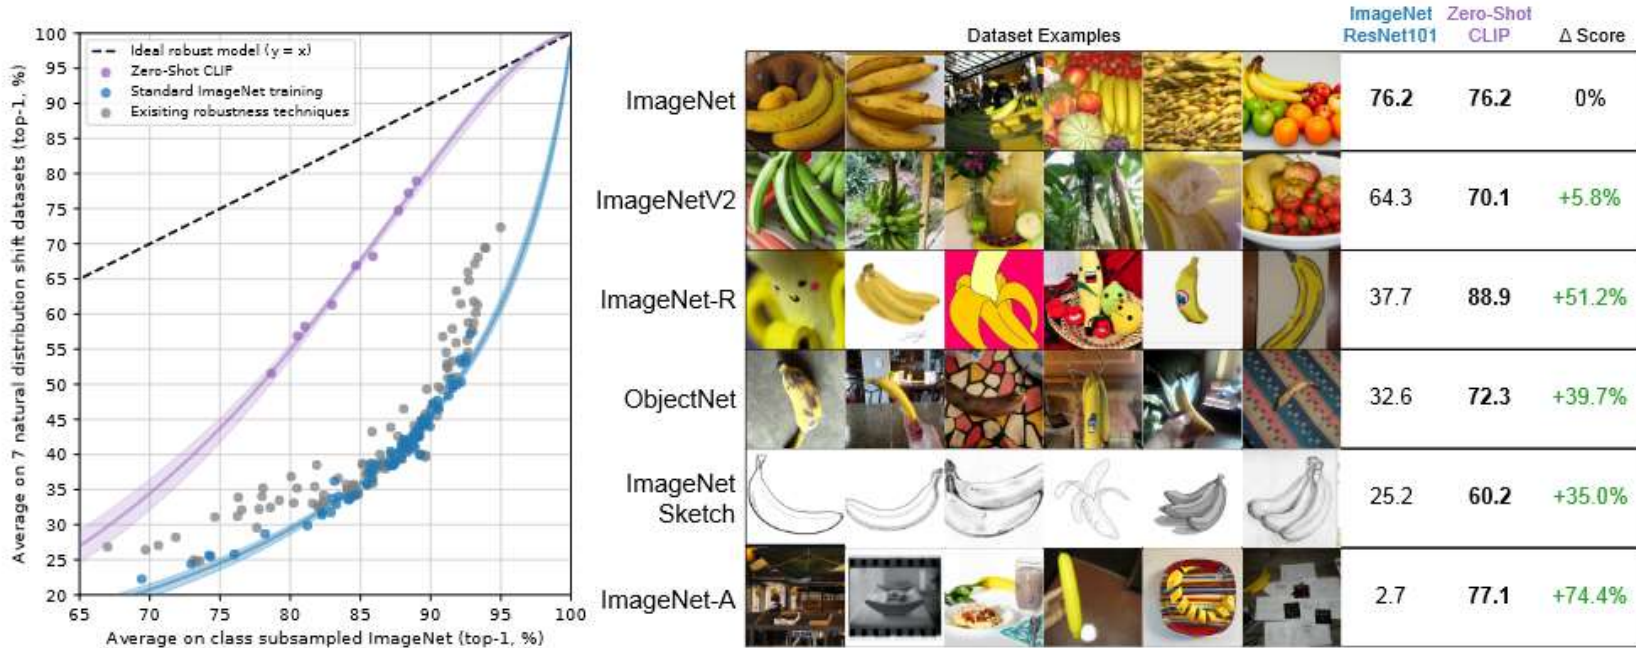 Average on 7 natural distribution shift datasets (top-1, %)
100
95
90
85
80
75
70
65
60
55
50
45
40
35
30
25
20
Ideal robust model (y = x)
Zero-Shot CLIP
Standard ImageNet training
Exisiting robustness techniques
65 70 75 80 85 90 95 100
Average on class subsampled ImageNet (top-1, %)
Dataset Examples
ImageNet
ResNet101
Zero-Shot
CLIP
Δ Score
ImageNet 76.2 76.2 0%
ImageNetV2 64.3 70.1 +5.8%
ImageNet-R 37.7 88.9 +51.2%
ObjectNet 32.6 72.3 +39.7%
ImageNet
Sketch 25.2 60.2 +35.0%
ImageNet-A 2.7 77.1 +74.4%